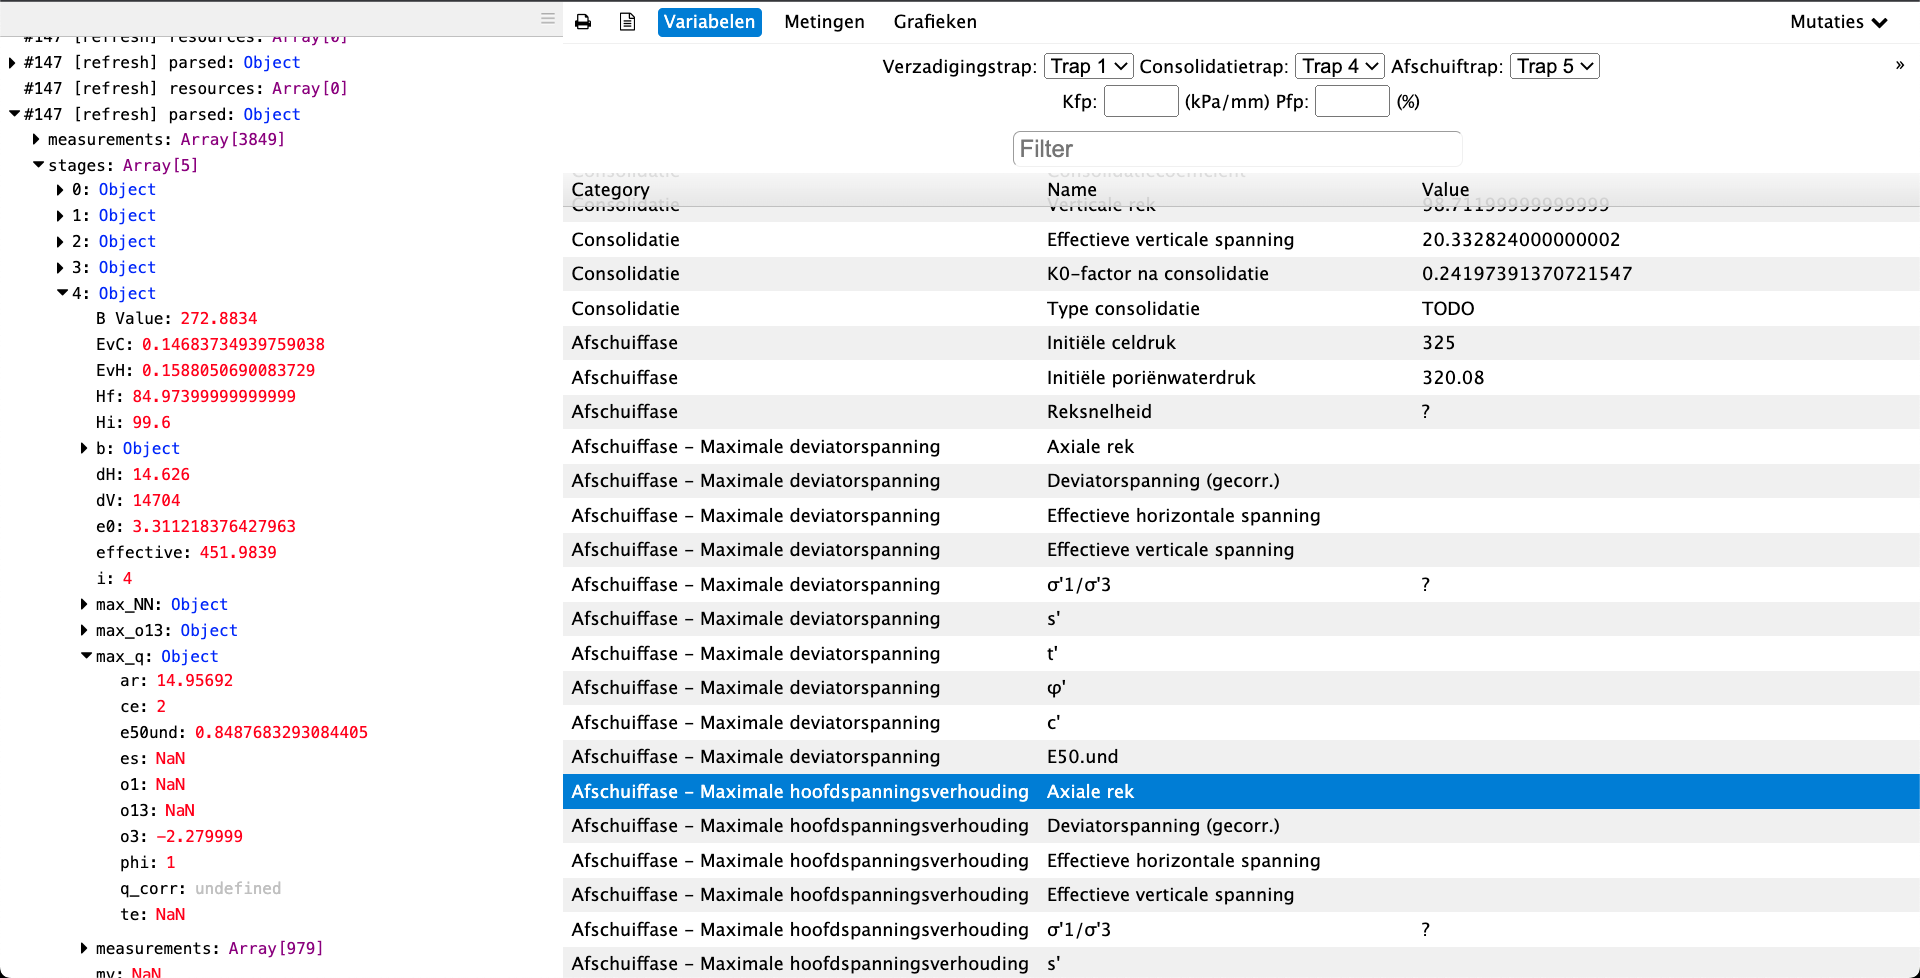 #147 [refresh] resources: Array[0]
#147 [refresh] parsed: Object
#147 [refresh] resources: Array[0]
#147 [refresh] parsed: Object
measurements: Array[3849]
stages: Array[5]
0: Object
1: Object
2: Object
3: Object
4: Object
B Value: 272.8834
EvC: 0.14683734939759038
EvH: 0.1588050690083729
Hf: 84.97399999999999
Hi: 99.6
b: Object
dH: 14.626
dV: 14704
e0: 3.311218376427963
effective: 451.9839
i: 4
max_NN: Object
max_o13: Object
max_q: Object
ar: 14.95692
ce: 2
e50und: 0.8487683293084405
es: NaN
o1: NaN
o13: NaN
o3: -2.279999
phi: 1
q_corr: undefined
te: NaN
measurements: Array[979]
mv: NaN
Variabelen Metingen Grafieken Mutaties
Verzadigingstrap: Trap 1 Consolidatietrap: Trap 4 Afschuiftrap: Trap 5 »
Kfp: (kPa/mm) Pfp: (%)
Filter
Consolidatie Consolidatiecoefficient
Category Name Value
Consolidatie Verticale rek 98.71199999999999
Consolidatie Effectieve verticale spanning 20.332824000000002
Consolidatie K0-factor na consolidatie 0.24197391370721547
Consolidatie Type consolidatie TODO
Afschuiffase Initiële celdruk 325
Afschuiffase Initiële poriënwaterdruk 320.08
Afschuiffase Reksnelheid ?
Afschuiffase - Maximale deviatorspanning Axiale rek
Afschuiffase - Maximale deviatorspanning Deviatorspanning (gecorr.)
Afschuiffase - Maximale deviatorspanning Effectieve horizontale spanning
Afschuiffase - Maximale deviatorspanning Effectieve verticale spanning
Afschuiffase - Maximale deviatorspanning σ'1/σ'3 ?
Afschuiffase - Maximale deviatorspanning s'
Afschuiffase - Maximale deviatorspanning t'
Afschuiffase - Maximale deviatorspanning φ'
Afschuiffase - Maximale deviatorspanning c'
Afschuiffase - Maximale deviatorspanning E50.und
Afschuiffase - Maximale hoofdspanningsverhouding Axiale rek
Afschuiffase - Maximale hoofdspanningsverhouding Deviatorspanning (gecorr.)
Afschuiffase - Maximale hoofdspanningsverhouding Effectieve horizontale spanning
Afschuiffase - Maximale hoofdspanningsverhouding Effectieve verticale spanning
Afschuiffase - Maximale hoofdspanningsverhouding σ'1/σ'3 ?
Afschuiffase - Maximale hoofdspanningsverhouding s'